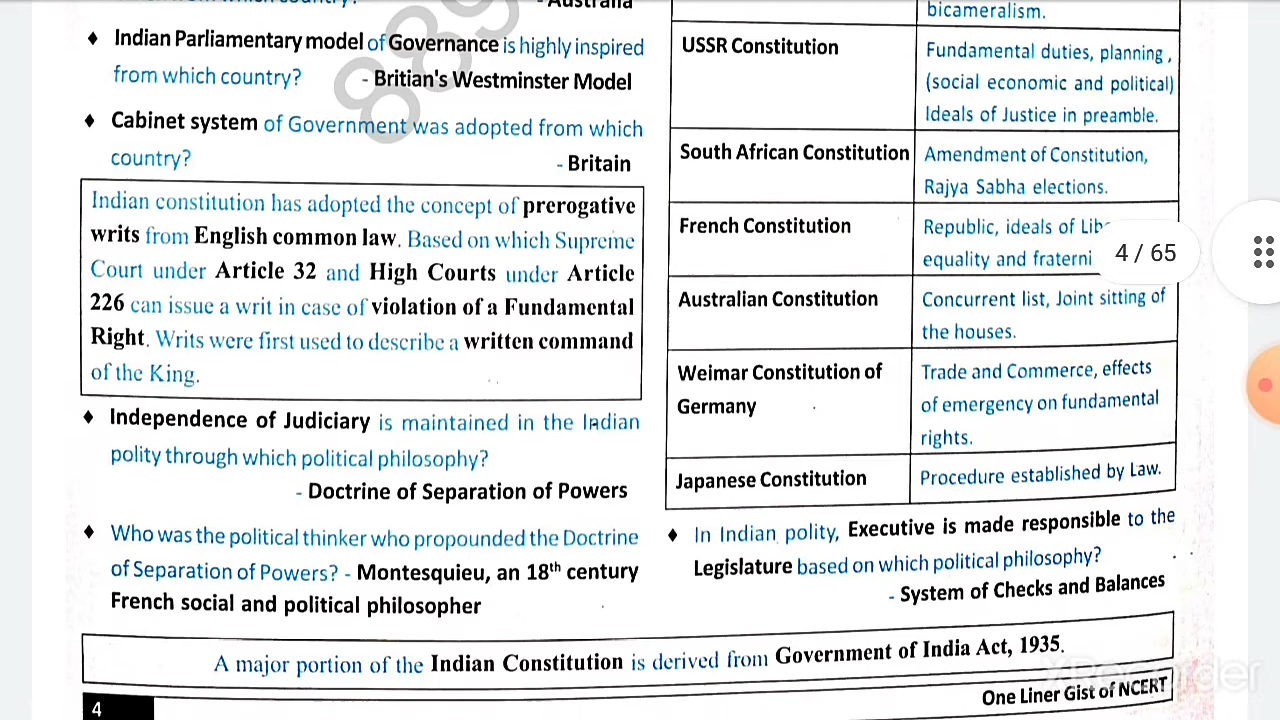 - Australia
♦ Indian Parliamentary model of Governance is highly inspired
from which country? - Britian's Westminster Model
♦ Cabinet system of Government was adopted from which
country? - Britain
Indian constitution has adopted the concept of prerogative
writs from English common law. Based on which Supreme
Court under Article 32 and High Courts under Article
226 can issue a writ in case of violation of a Fundamental
Right. Writs were first used to describe a written command
of the King.
♦ Independence of Judiciary is maintained in the Indian
polity through which political philosophy?
- Doctrine of Separation of Powers
♦ Who was the political thinker who propounded the Doctrine
of Separation of Powers? - Montesquieu, an 18th century
French social and political philosopher
bicameralism.
USSR Constitution
Fundamental duties, planning ,
(social economic and political)
Ideals of Justice in preamble.
South African Constitution
Amendment of Constitution,
Rajya Sabha elections.
French Constitution
Republic, ideals of Lib
equality and fraterni
4 / 65
Australian Constitution
Concurrent list, Joint sitting of
the houses.
Weimar Constitution of
Germany
Trade and Commerce, effects
of emergency on fundamental
rights.
Japanese Constitution
Procedure established by Law.
♦ In Indian polity, Executive is made responsible to the
Legislature based on which political philosophy?
- System of Checks and Balances
A major portion of the Indian Constitution is derived from Government of India Act, 1935.
XRecorder
4
One Liner Gist of NCERT